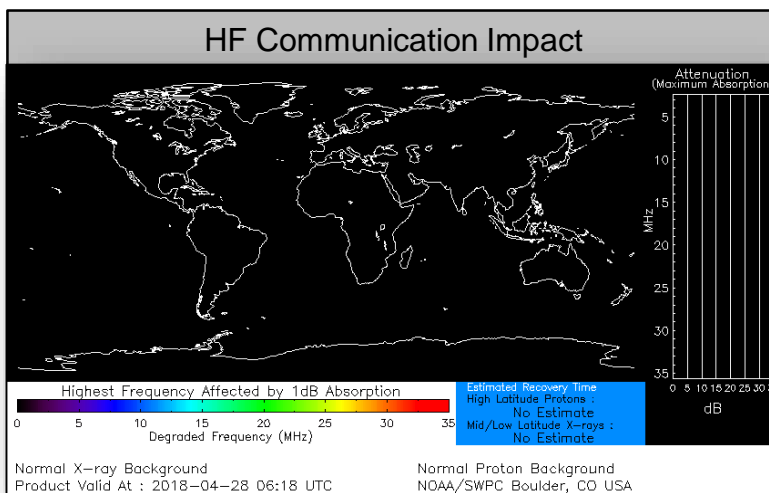 HF Communication Impact
Attenuation
(Maximum Absorption
5
10
15
20
25
30
35
MHz
0 5 10 15 20 25 30
dB
Highest Frequency Affected by 1dB Absorption
0 5 10 15 20 25 30 35
Degraded Frequency (MHz)
Estimated Recovery Time
High Latitude Protons :
No Estimate
Mid/Low Latitude X-rays :
No Estimate
Normal X-ray Background
Normal Proton Background
Product Valid At : 2018-04-28 06:18 UTC
NOAA/SWPC Boulder, CO USA